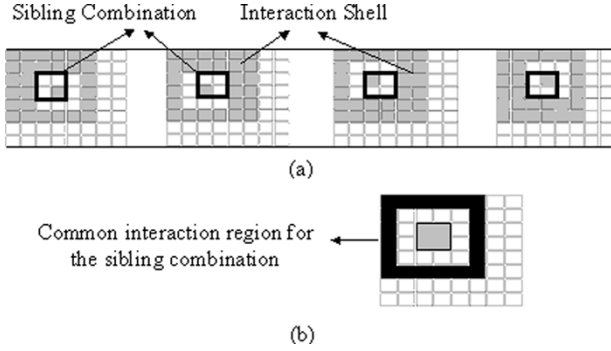 Sibling Combination
Interaction Shell
(a)
Common interaction region for
the sibling combination
(b)